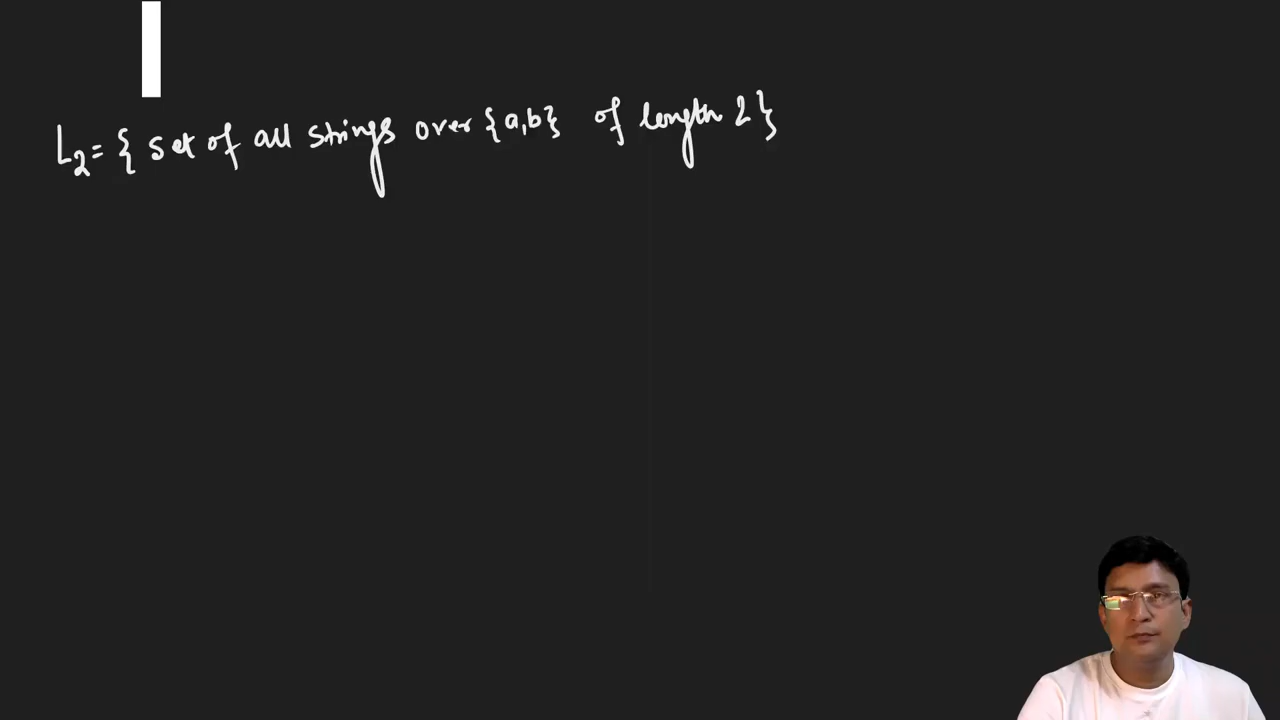 L2 = { set of all strings over {a,b} of length 2}